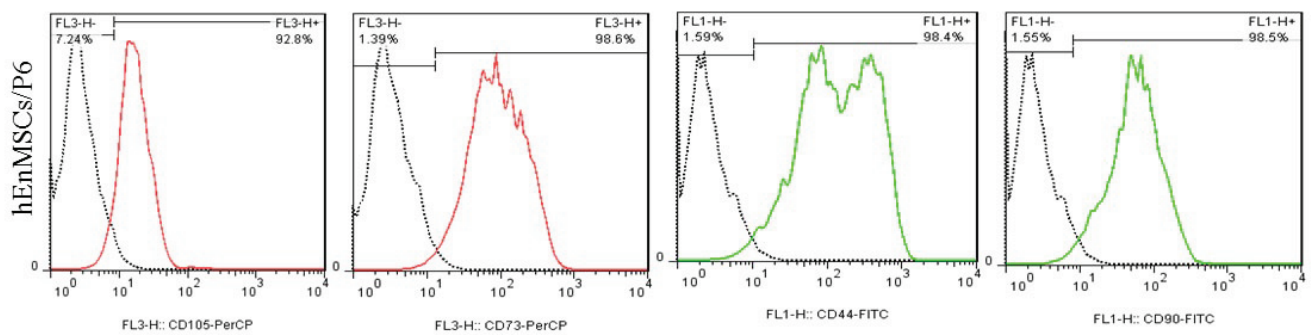 hEnMSCs/P6
FL3-H- FL3-H+
7.24% 92.8%
0
10^0 10^1 10^2 10^3 10^4
FL3-H:: CD105-PerCP
FL3-H- FL3-H+
1.39% 98.6%
0
10^0 10^1 10^2 10^3 10^4
FL3-H:: CD73-PerCP
FL1-H- FL1-H+
1.59% 98.4%
0
10^0 10^1 10^2 10^3 10^4
FL1-H:: CD44-FITC
FL1-H- FL1-H+
1.55% 98.5%
0
10^0 10^1 10^2 10^3 10^4
FL1-H:: CD90-FITC